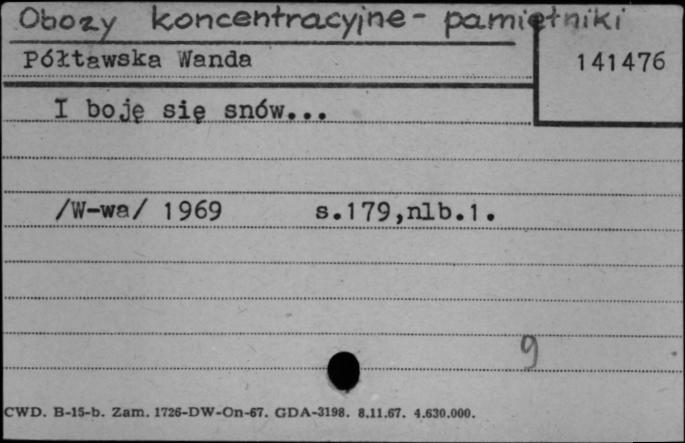 Obozy koncentracyjne - pamiętniki
Półtawska Wanda
141476
I boję się snów...
/W-wa/ 1969 s.179,nlb.1.
9
CWD. B-15-b. Zam. 1726-DW-On-67. GDA-3198. 8.11.67. 4.630.000.